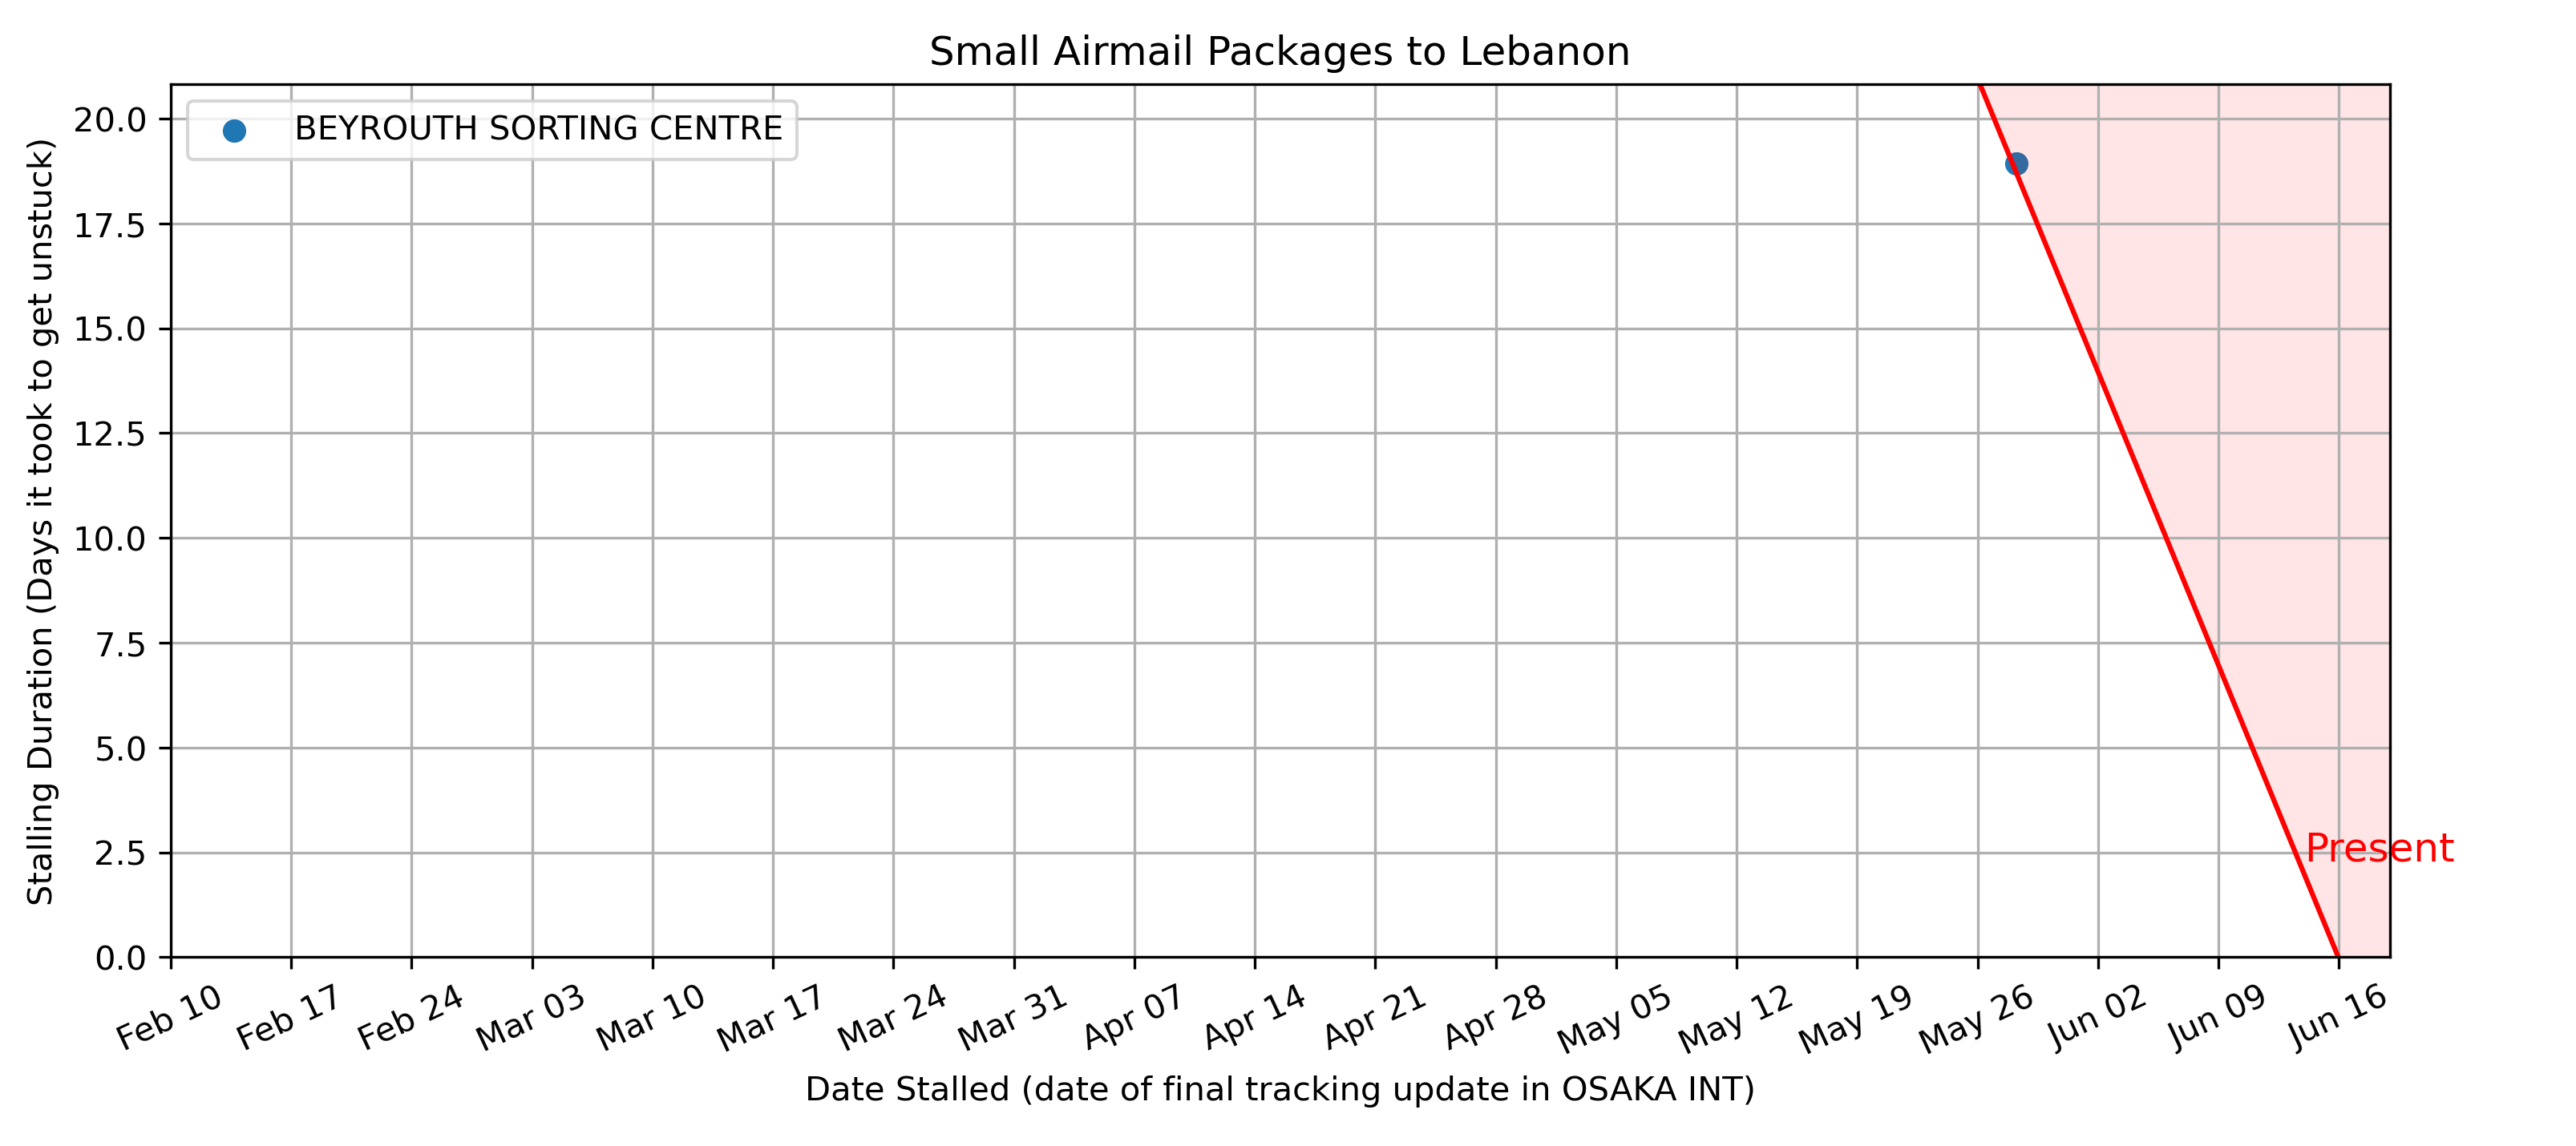 Small Airmail Packages to Lebanon
BEYROUTH SORTING CENTRE
Stalling Duration (Days it took to get unstuck)
20.0
17.5
15.0
12.5
10.0
7.5
5.0
2.5
0.0
Present
Feb 10
Feb 17
Feb 24
Mar 03
Mar 10
Mar 17
Mar 24
Mar 31
Apr 07
Apr 14
Apr 21
Apr 28
May 05
May 12
May 19
May 26
Jun 02
Jun 09
Jun 16
Date Stalled (date of final tracking update in OSAKA INT)